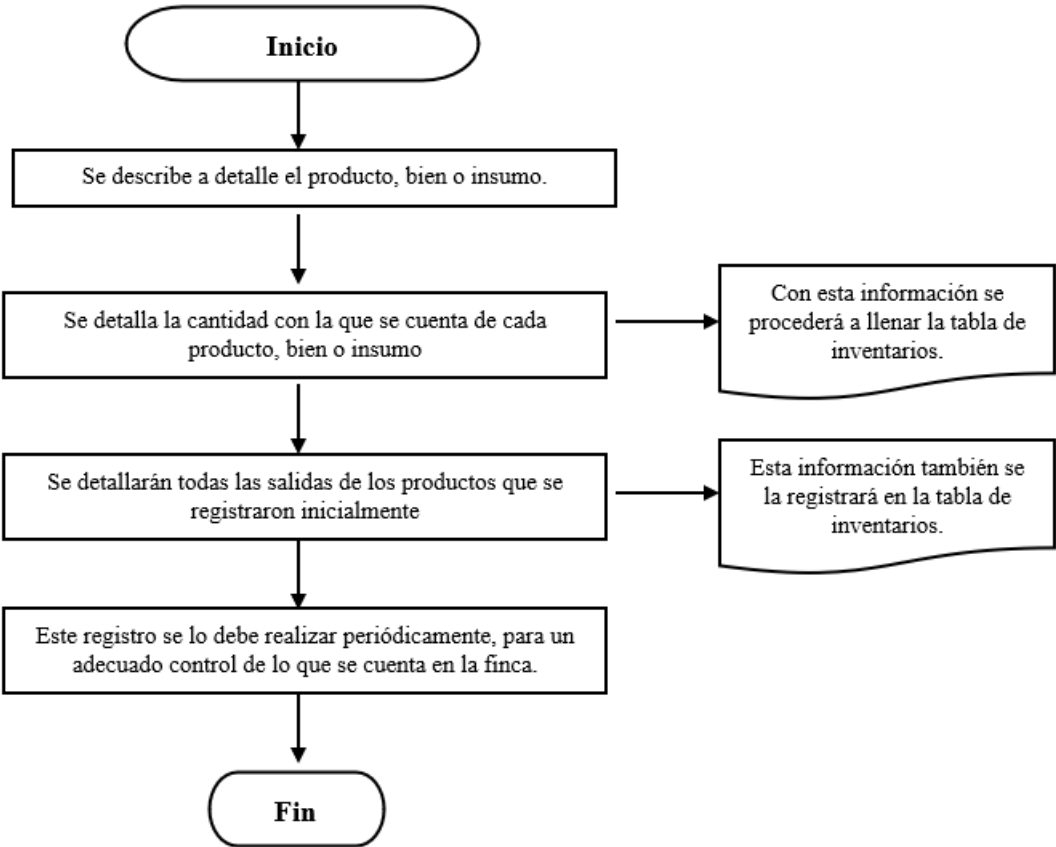 Inicio
Se describe a detalle el producto, bien o insumo.
Se detalla la cantidad con la que se cuenta de cada
producto, bien o insumo
Con esta información se
procederá a llenar la tabla de
inventarios.
Se detallarán todas las salidas de los productos que se
registraron inicialmente
Esta información también se
la registrará en la tabla de
inventarios.
Este registro se lo debe realizar periódicamente, para un
adecuado control de lo que se cuenta en la finca.
Fin